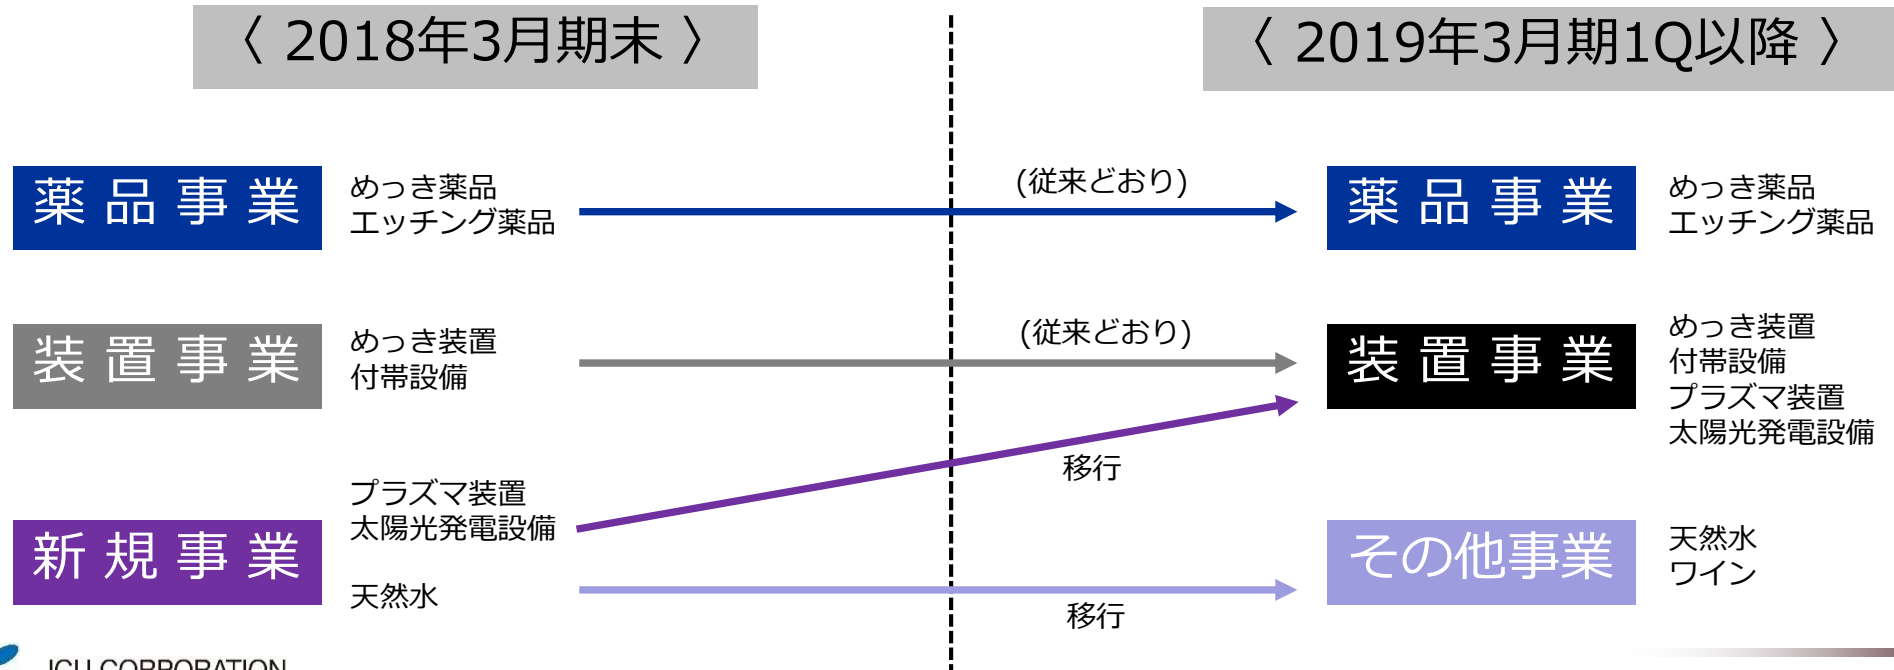 〈 2018年3月期末 〉
〈 2019年3月期1Q以降 〉
薬品事業
めっき薬品
エッチング薬品
(従来どおり)
薬品事業
めっき薬品
エッチング薬品
装置事業
めっき装置
付帯設備
(従来どおり)
装置事業
めっき装置
付帯設備
プラズマ装置
太陽光発電設備
新規事業
プラズマ装置
太陽光発電設備
移行
天然水
移行
その他事業
天然水
ワイン
JCU CORPORATION